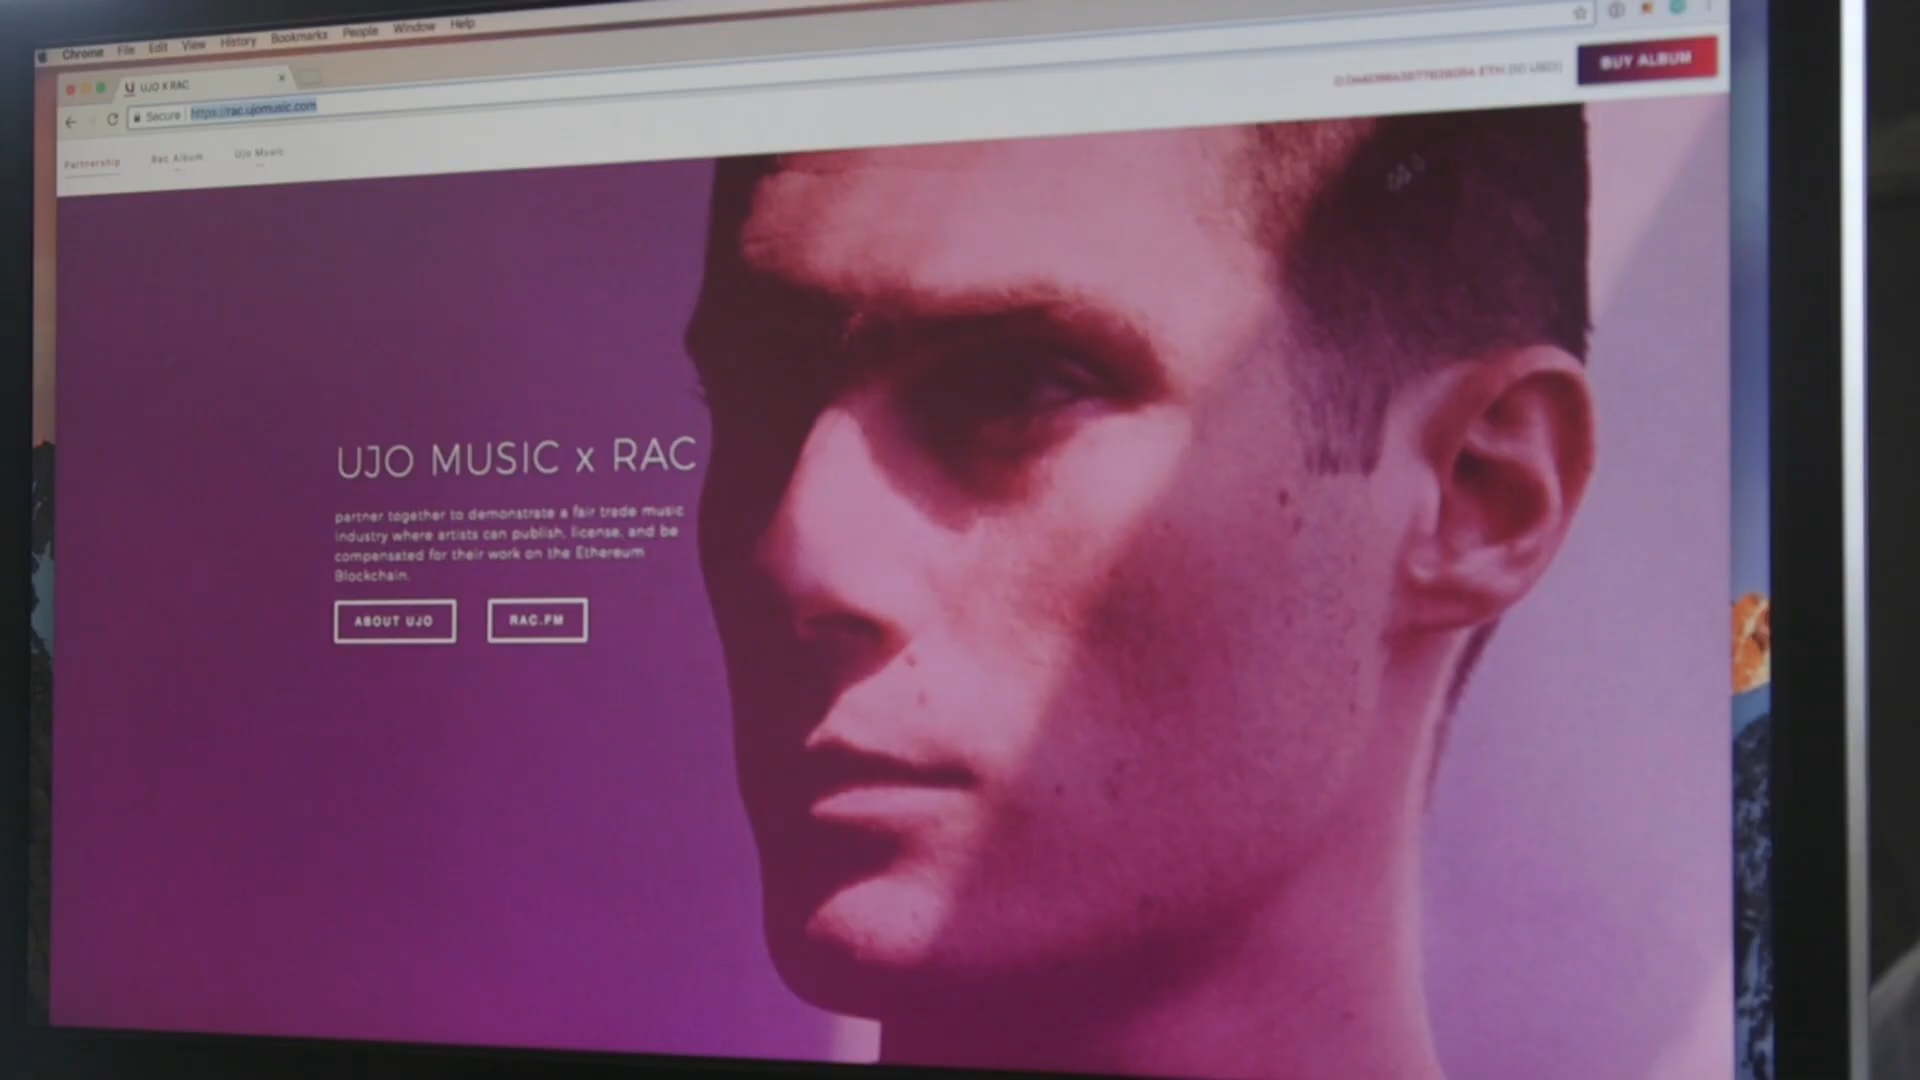 Chrome File Edit View History Bookmarks People Window Help
UJO X RAC
Secure https://rac.ujomusic.com
BUY ALBUM
Partnership Rac Album Ujo Music
UJO MUSIC x RAC
partner together to demonstrate a fair trade music
industry where artists can publish, license, and be
compensated for their work on the Ethereum
Blockchain.
ABOUT UJO RAC.FM